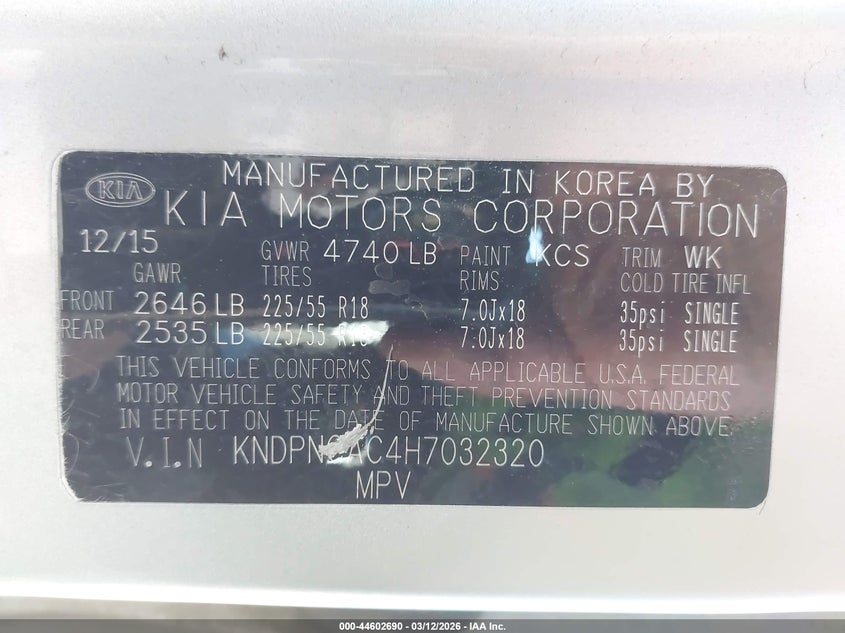 KIA
MANUFACTURED IN KOREA BY
KIA MOTORS CORPORATION
12/15 GVWR 4740 LB PAINT KCS TRIM WK
GAWR TIRES RIMS COLD TIRE INFL
FRONT 2646 LB 225/55 R18 7.0Jx18 35psi SINGLE
REAR 2535 LB 225/55 R18 7.0Jx18 35psi SINGLE
THIS VEHICLE CONFORMS TO ALL APPLICABLE U.S.A. FEDERAL
MOTOR VEHICLE SAFETY AND THEFT PREVENTION STANDARDS
IN EFFECT ON THE DATE OF MANUFACTURE SHOWN ABOVE.
V.I.N
MPV
000-44602690 - 03/12/2026 - IAA Inc.